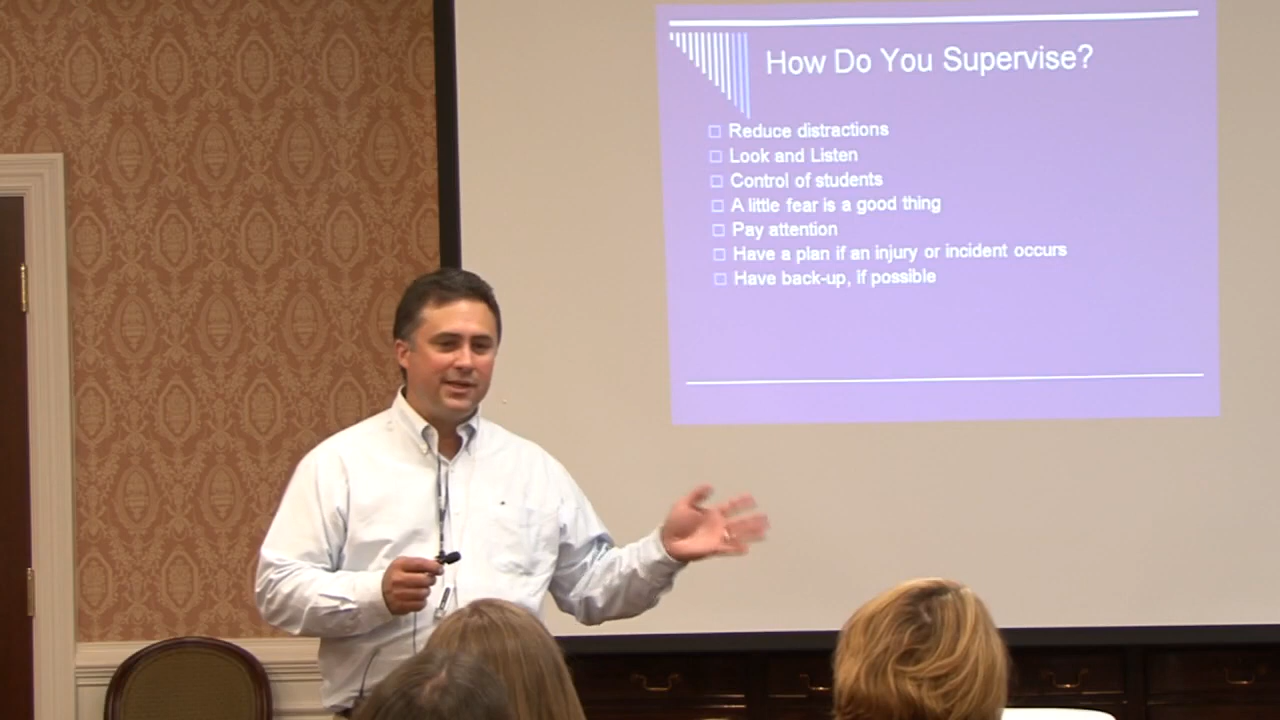 How Do You Supervise?
Reduce distractions
Look and Listen
Control of students
A little fear is a good thing
Pay attention
Have a plan if an injury or incident occurs
Have back-up, if possible